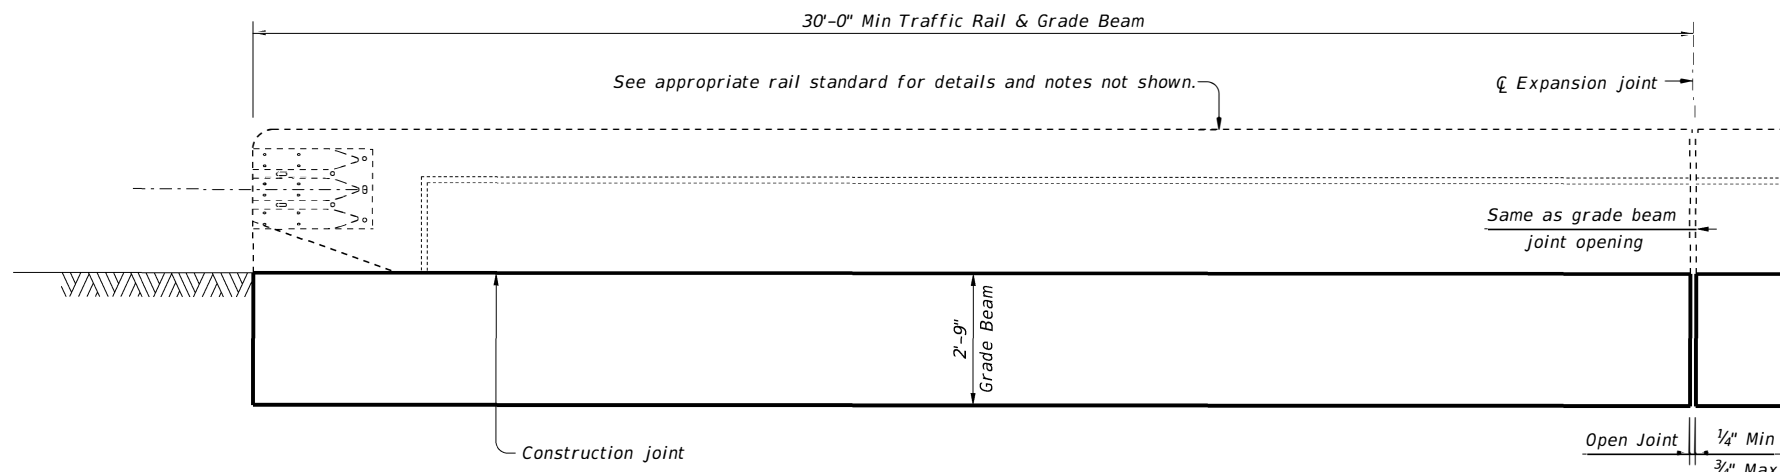 30'-0" Min Traffic Rail & Grade Beam
See appropriate rail standard for details and notes not shown.
℄ Expansion joint
Same as grade beam
joint opening
2'-9"
Grade Beam
Construction joint
Open Joint
¼" Min
¾" Max